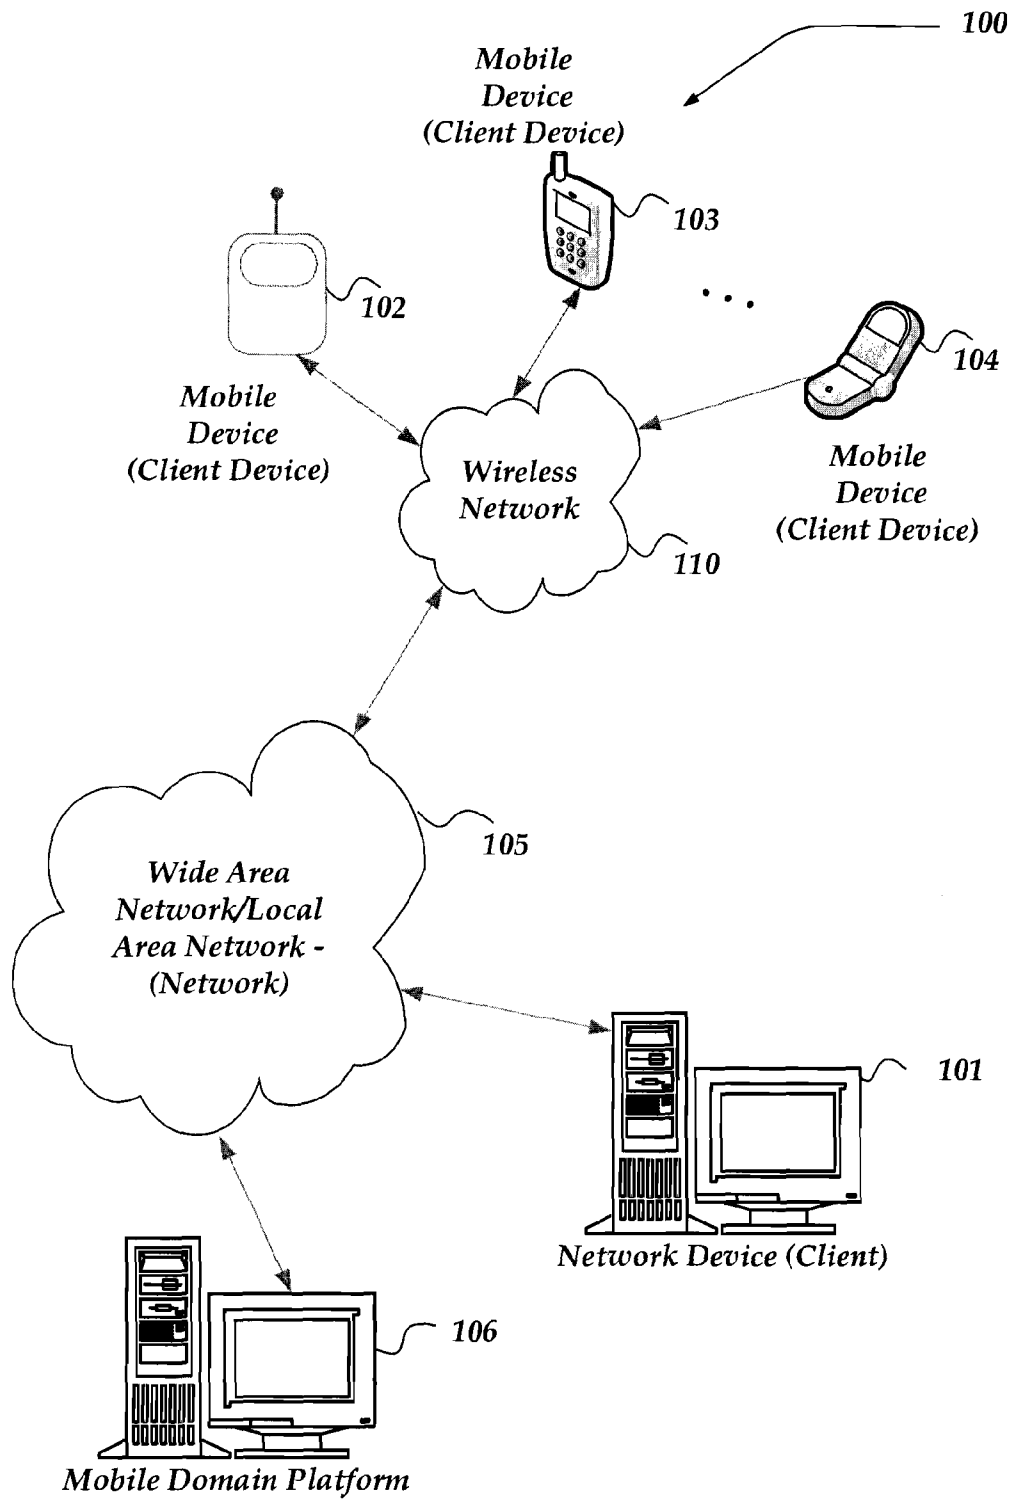 100
Mobile
Device
(Client Device)
103
102
104
Mobile
Device
(Client Device)
Mobile
Device
(Client Device)
Wireless
Network
110
105
Wide Area
Network/Local
Area Network -
(Network)
101
Network Device (Client)
106
Mobile Domain Platform